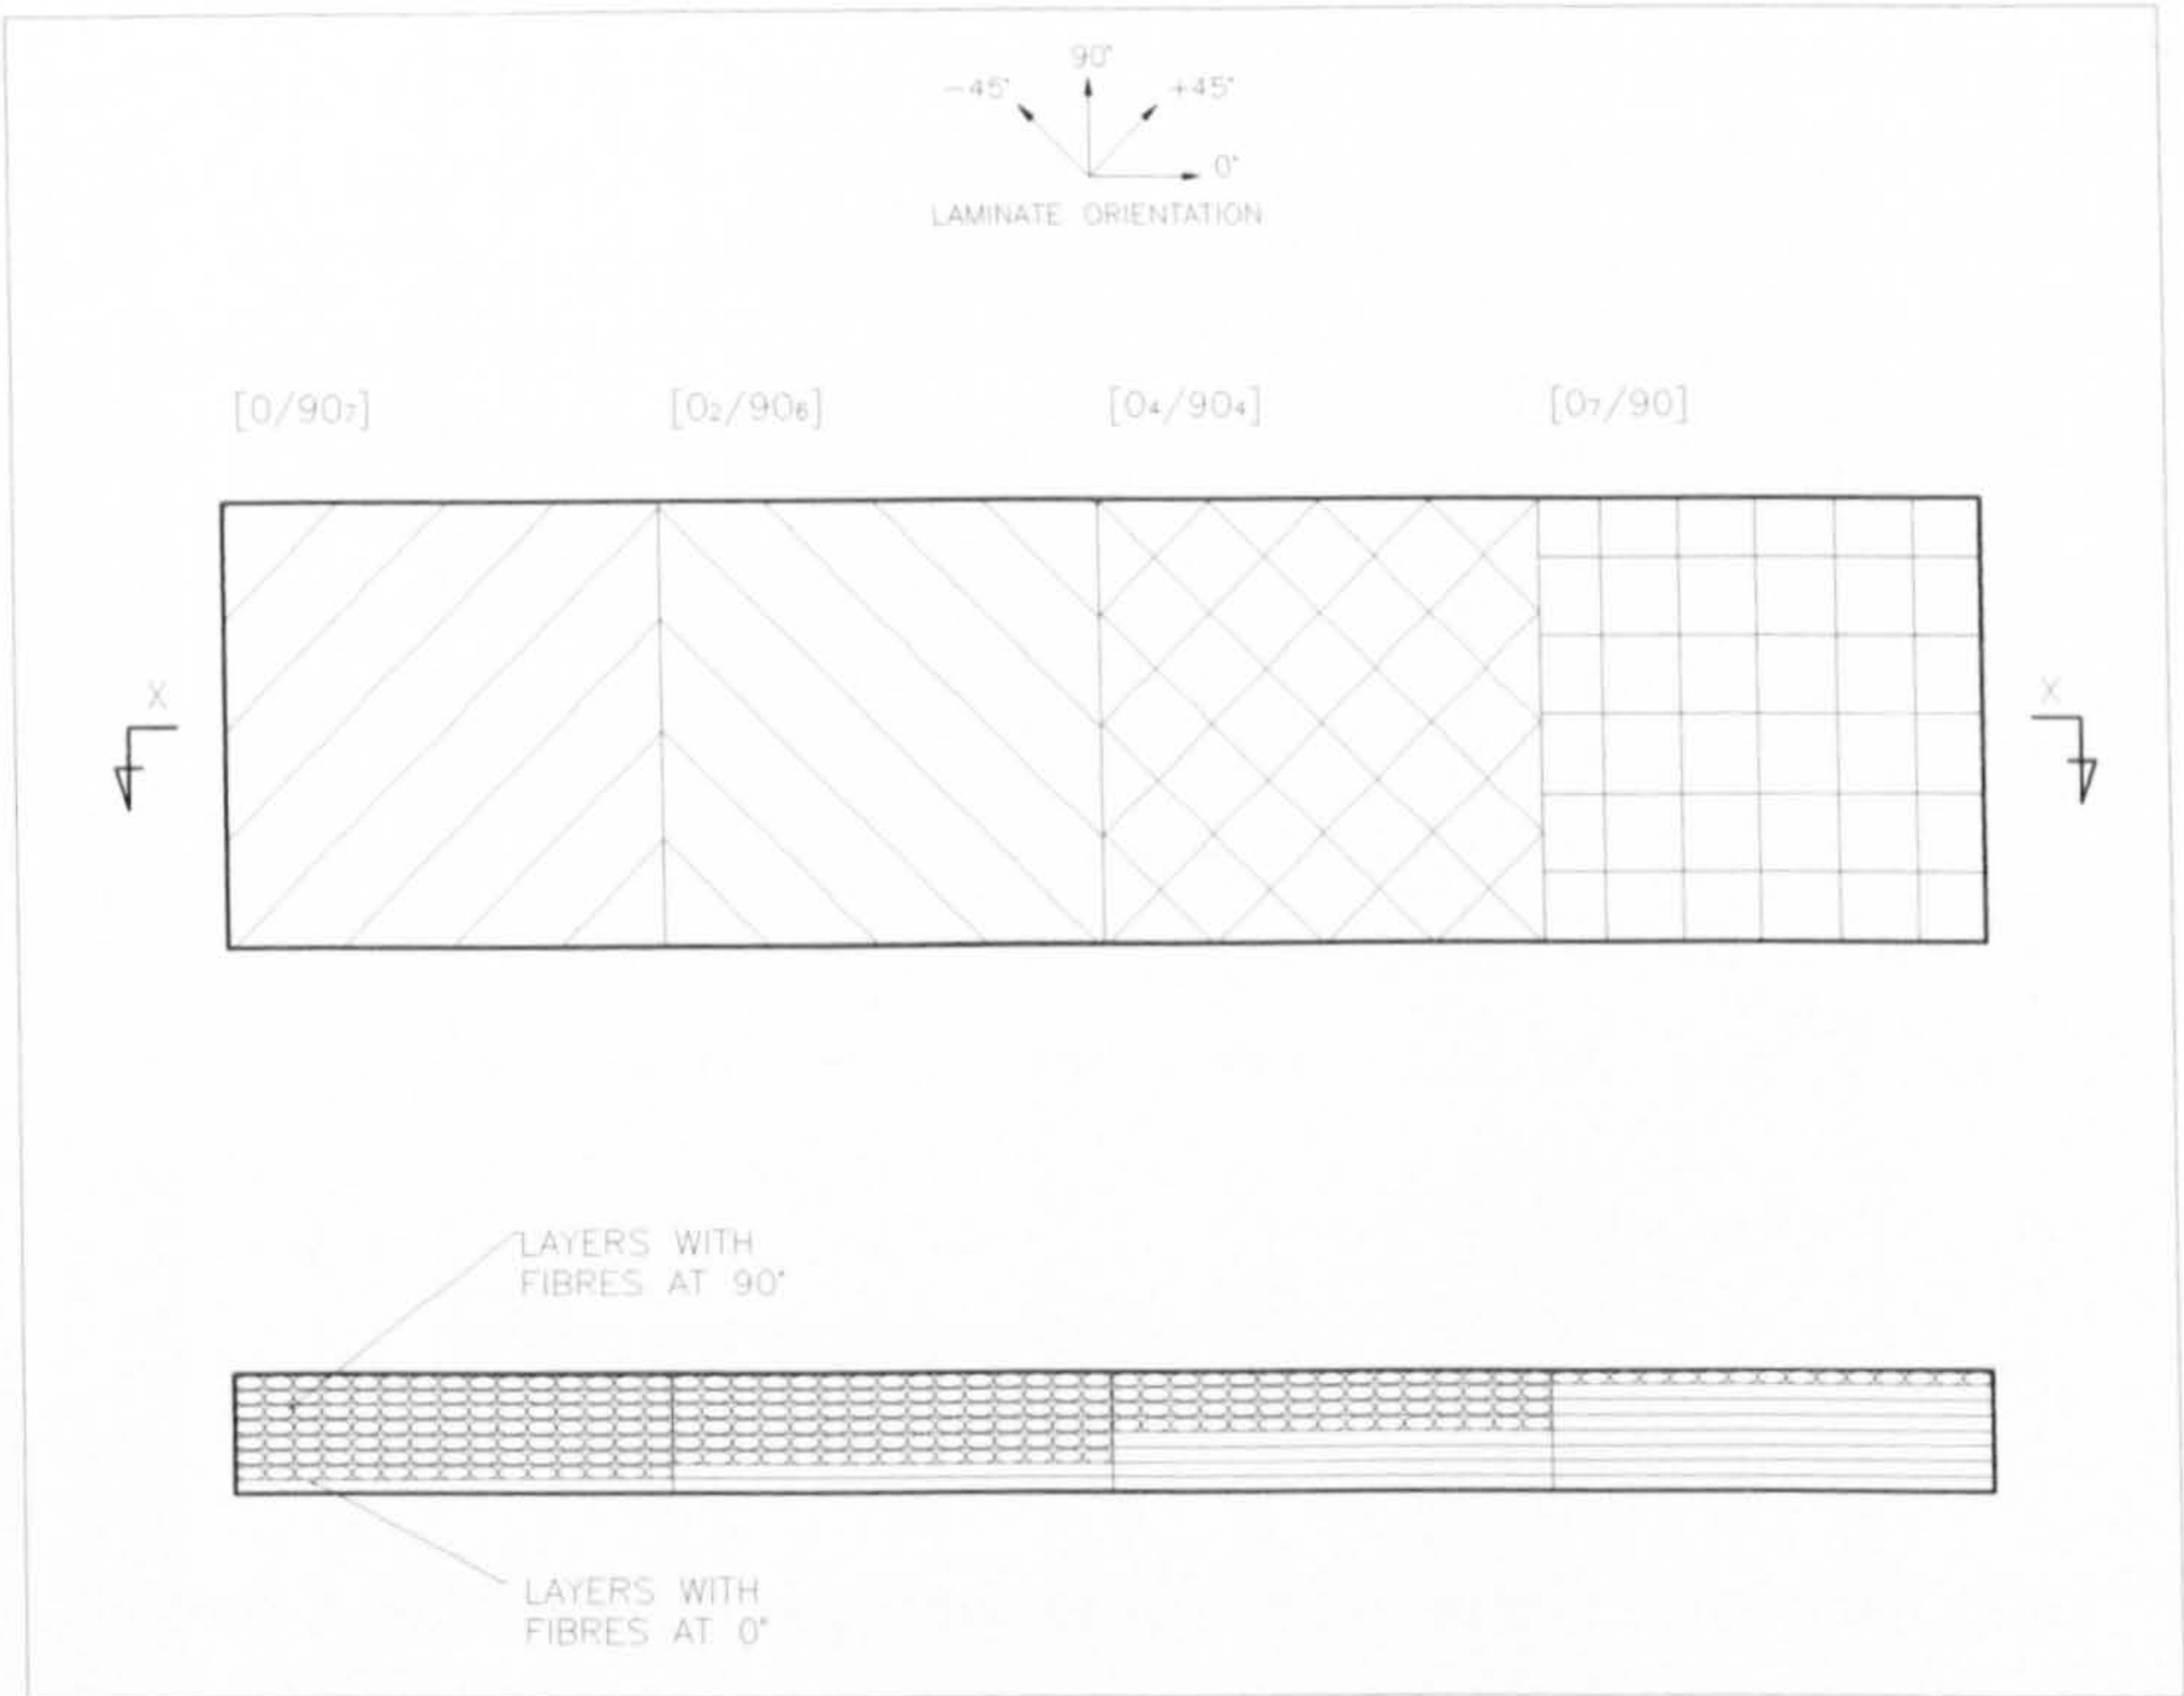 90°
-45° +45°
0°
LAMINATE ORIENTATION
[0/90₇] [0₂/90₆] [0₄/90₄] [0₇/90]
X X
LAYERS WITH
FIBRES AT 90°
LAYERS WITH
FIBRES AT 0°